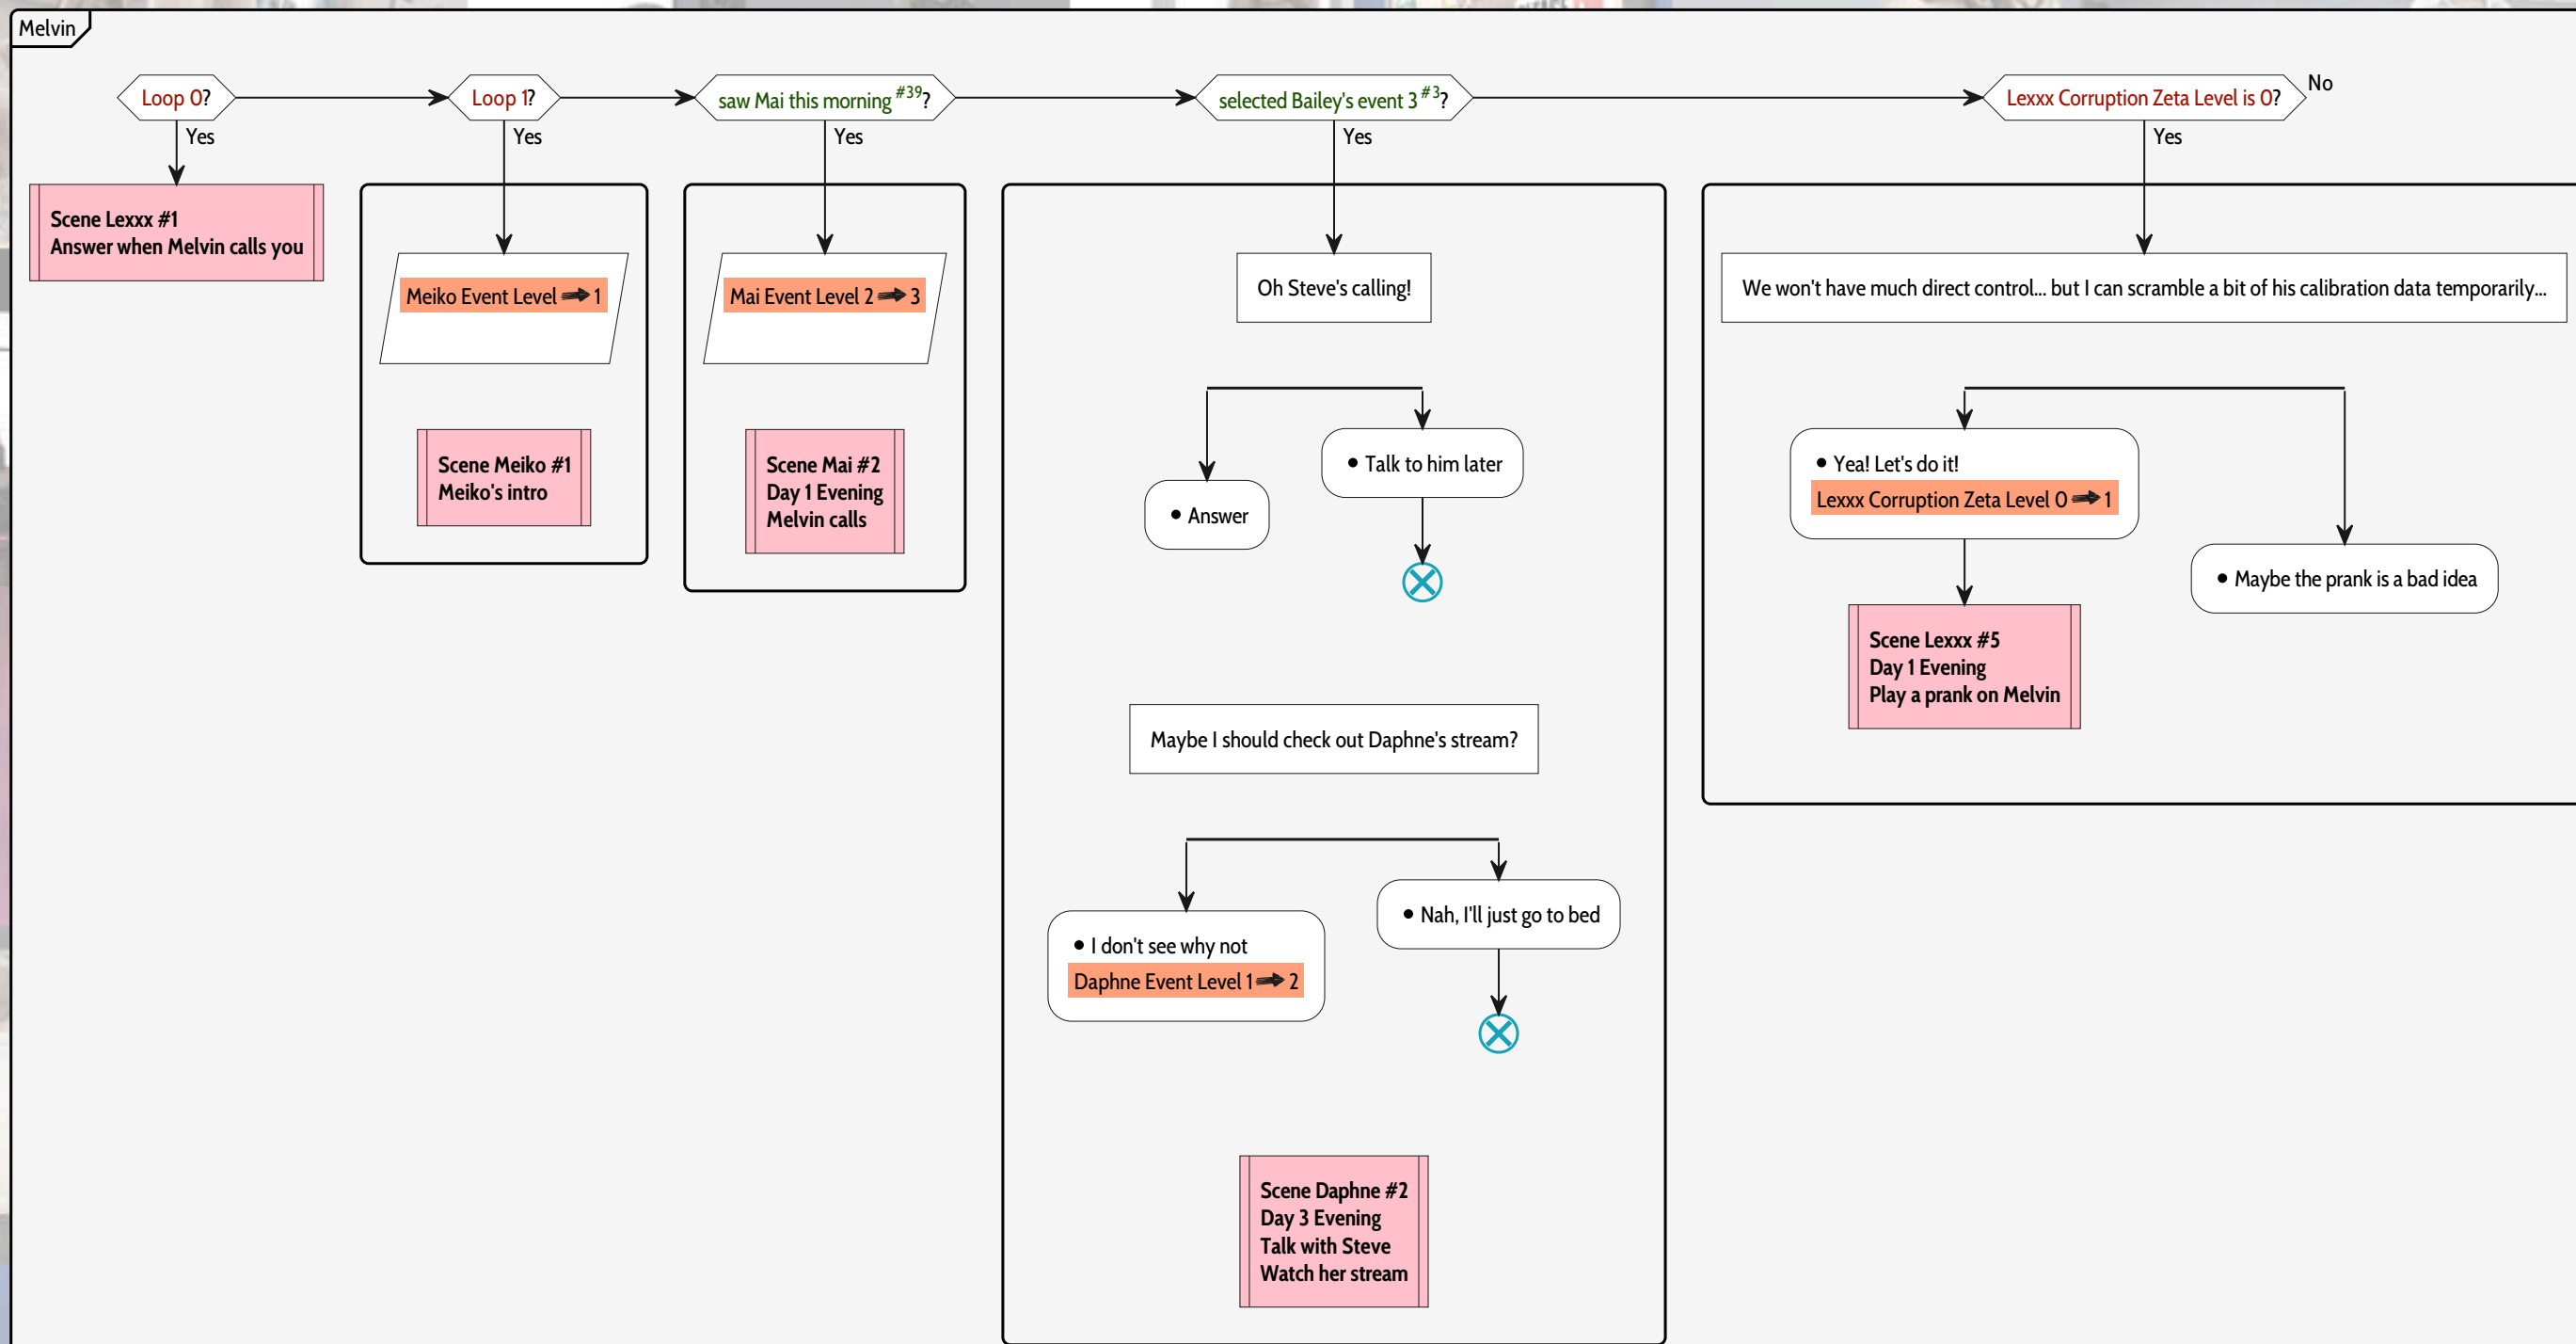 Melvin
Loop 0?
Loop 1?
saw Mai this morning #39?
selected Bailey's event 3 #3?
Lexxx Corruption Zeta Level is 0?
No
Yes
Yes
Yes
Yes
Yes
Scene Lexxx #1
Answer when Melvin calls you
Meiko Event Level ➡ 1
Scene Meiko #1
Meiko's intro
Mai Event Level 2 ➡ 3
Scene Mai #2
Day 1 Evening
Melvin calls
Oh Steve's calling!
• Answer
• Talk to him later
Maybe I should check out Daphne's stream?
• I don't see why not
Daphne Event Level 1 ➡ 2
• Nah, I'll just go to bed
Scene Daphne #2
Day 3 Evening
Talk with Steve
Watch her stream
We won't have much direct control... but I can scramble a bit of his calibration data temporarily...
• Yea! Let's do it!
Lexxx Corruption Zeta Level 0 ➡ 1
• Maybe the prank is a bad idea
Scene Lexxx #5
Day 1 Evening
Play a prank on Melvin